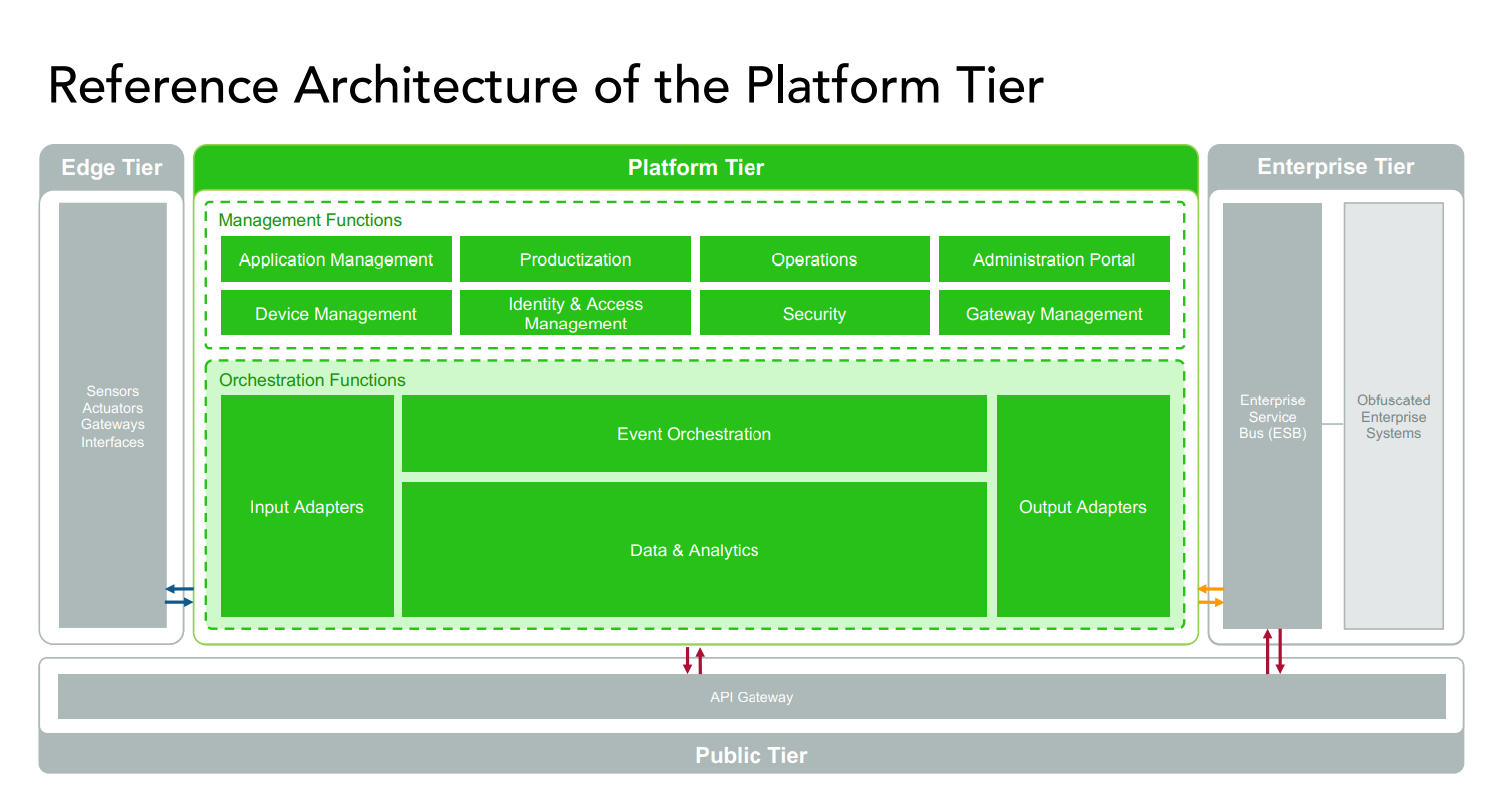 Reference Architecture of the Platform Tier
Edge Tier
Platform Tier
Enterprise Tier
Management Functions
Application Management
Productization
Operations
Administration Portal
Device Management
Identity & Access
Management
Security
Gateway Management
Orchestration Functions
Sensors
Actuators
Gateways
Interfaces
Input Adapters
Event Orchestration
Data & Analytics
Output Adapters
Enterprise
Service
Bus (ESB)
Obfuscated
Enterprise
Systems
API Gateway
Public Tier